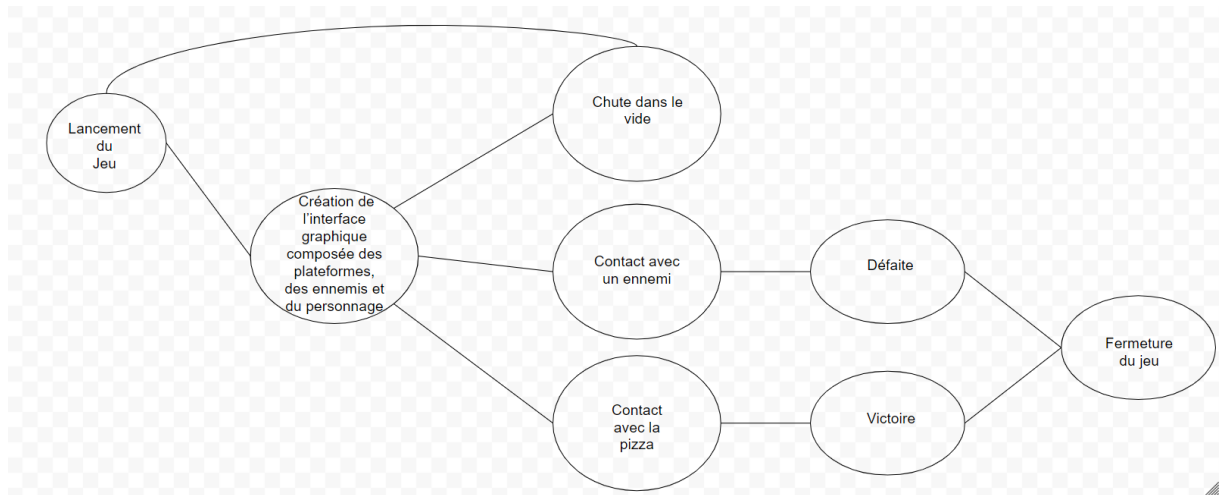 Lancement
du
Jeu
Création de
l'interface
graphique
composée des
plateformes,
des ennemis et
du personnage
Chute dans le
vide
Contact avec
un ennemi
Contact
avec la
pizza
Défaite
Victoire
Fermeture
du jeu